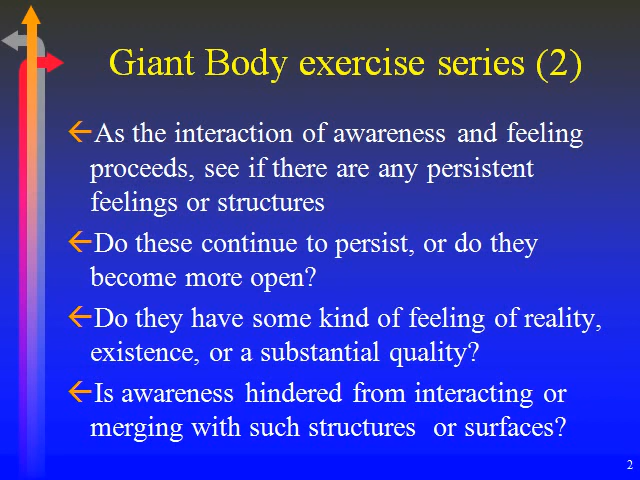 Giant Body exercise series (2)
As the interaction of awareness and feeling
proceeds, see if there are any persistent
feelings or structures
Do these continue to persist, or do they
become more open?
Do they have some kind of feeling of reality,
existence, or a substantial quality?
Is awareness hindered from interacting or
merging with such structures or surfaces?
2